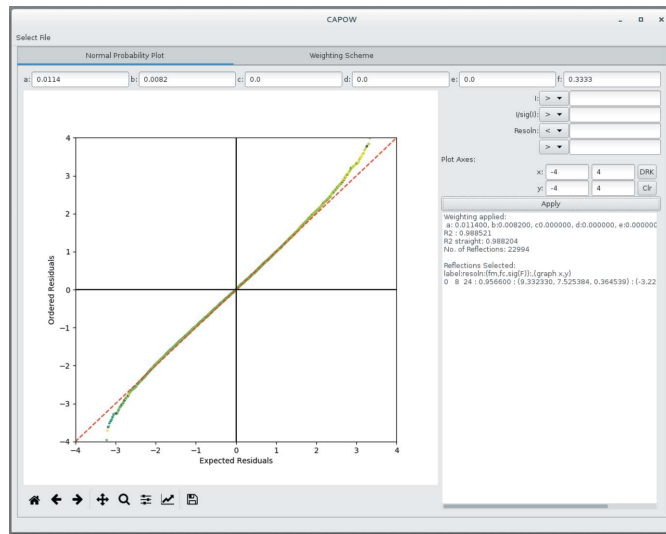 CAPOW
Select File
Normal Probability Plot
Weighting Scheme
a: 0.0114 b: 0.0082 c: 0.0 d: 0.0 e: 0.0 f: 0.3333
I: >
I/sig(I): >
Resoln: <
>
Plot Axes:
x: -4 4 DRK
y: -4 4 Clr
Apply
Weighting applied:
a: 0.011400, b:0.008200, c0.000000, d:0.000000, e:0.000000
R2 : 0.988521
R2 straight: 0.988204
No. of Reflections: 22994
Reflections Selected:
label:resoln:(fm,fc,sig(F)):,(graph x,y)
0 8 24 : 0.956600 : (9.332330, 7.525384, 0.364539) : (-3.22
Ordered Residuals
4
3
2
1
0
−1
−2
−3
−4
−4 −3 −2 −1 0 1 2 3 4
Expected Residuals